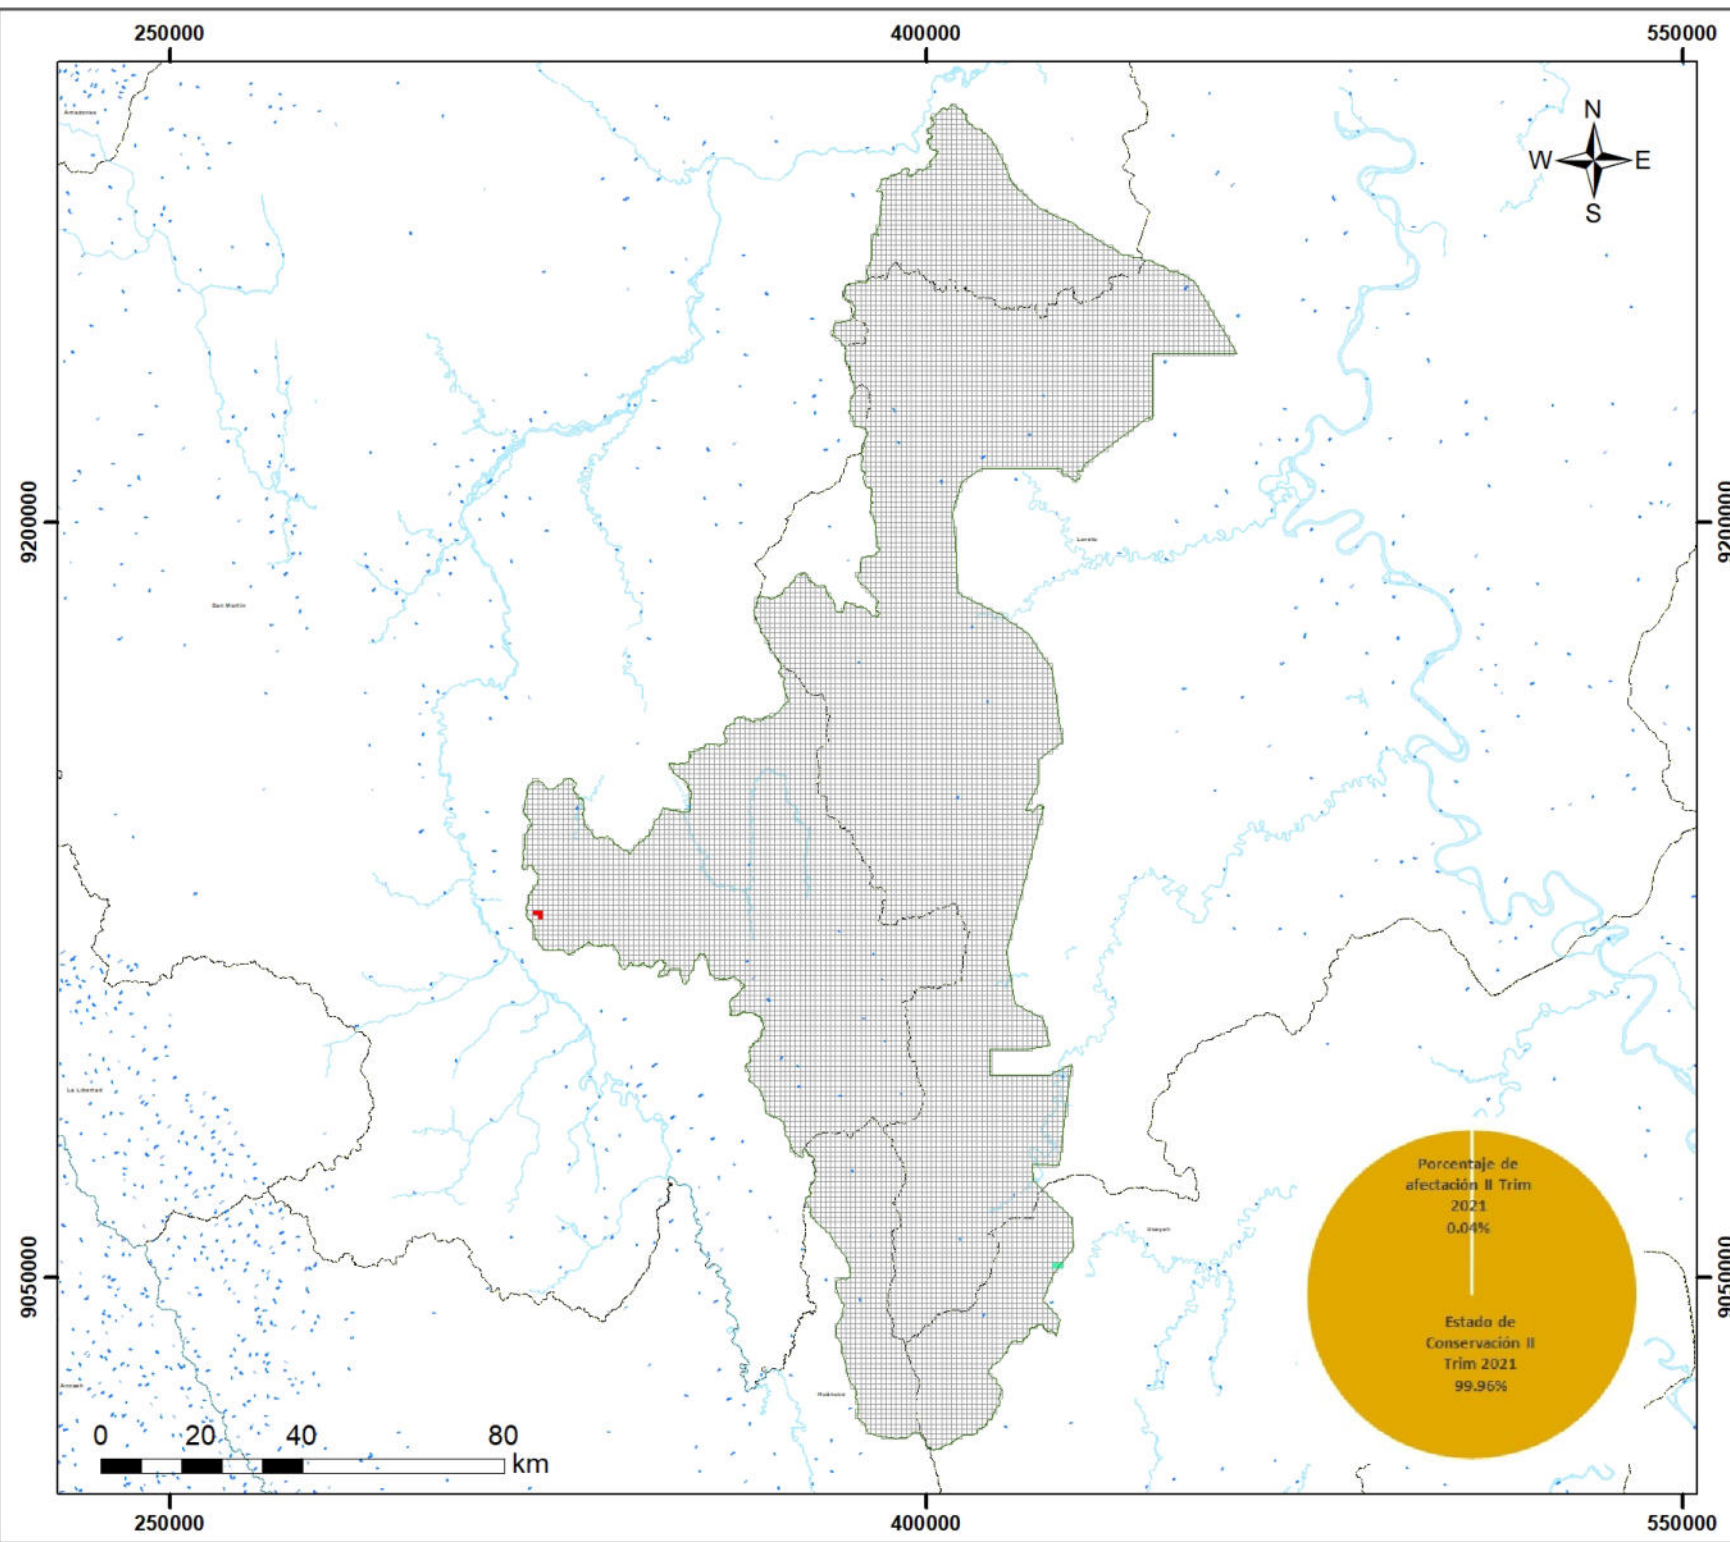 250000
400000
550000
Amazonas
N
W
E
S
9200000
9200000
Loreto
San Martín
La Libertad
Porcentaje de
afectación II Trim
2021
0.04%
Ucayali
9050000
9050000
Estado de
Conservación II
Trim 2021
99.96%
Ancash
Huánuco
0
20
40
80
km
250000
400000
550000